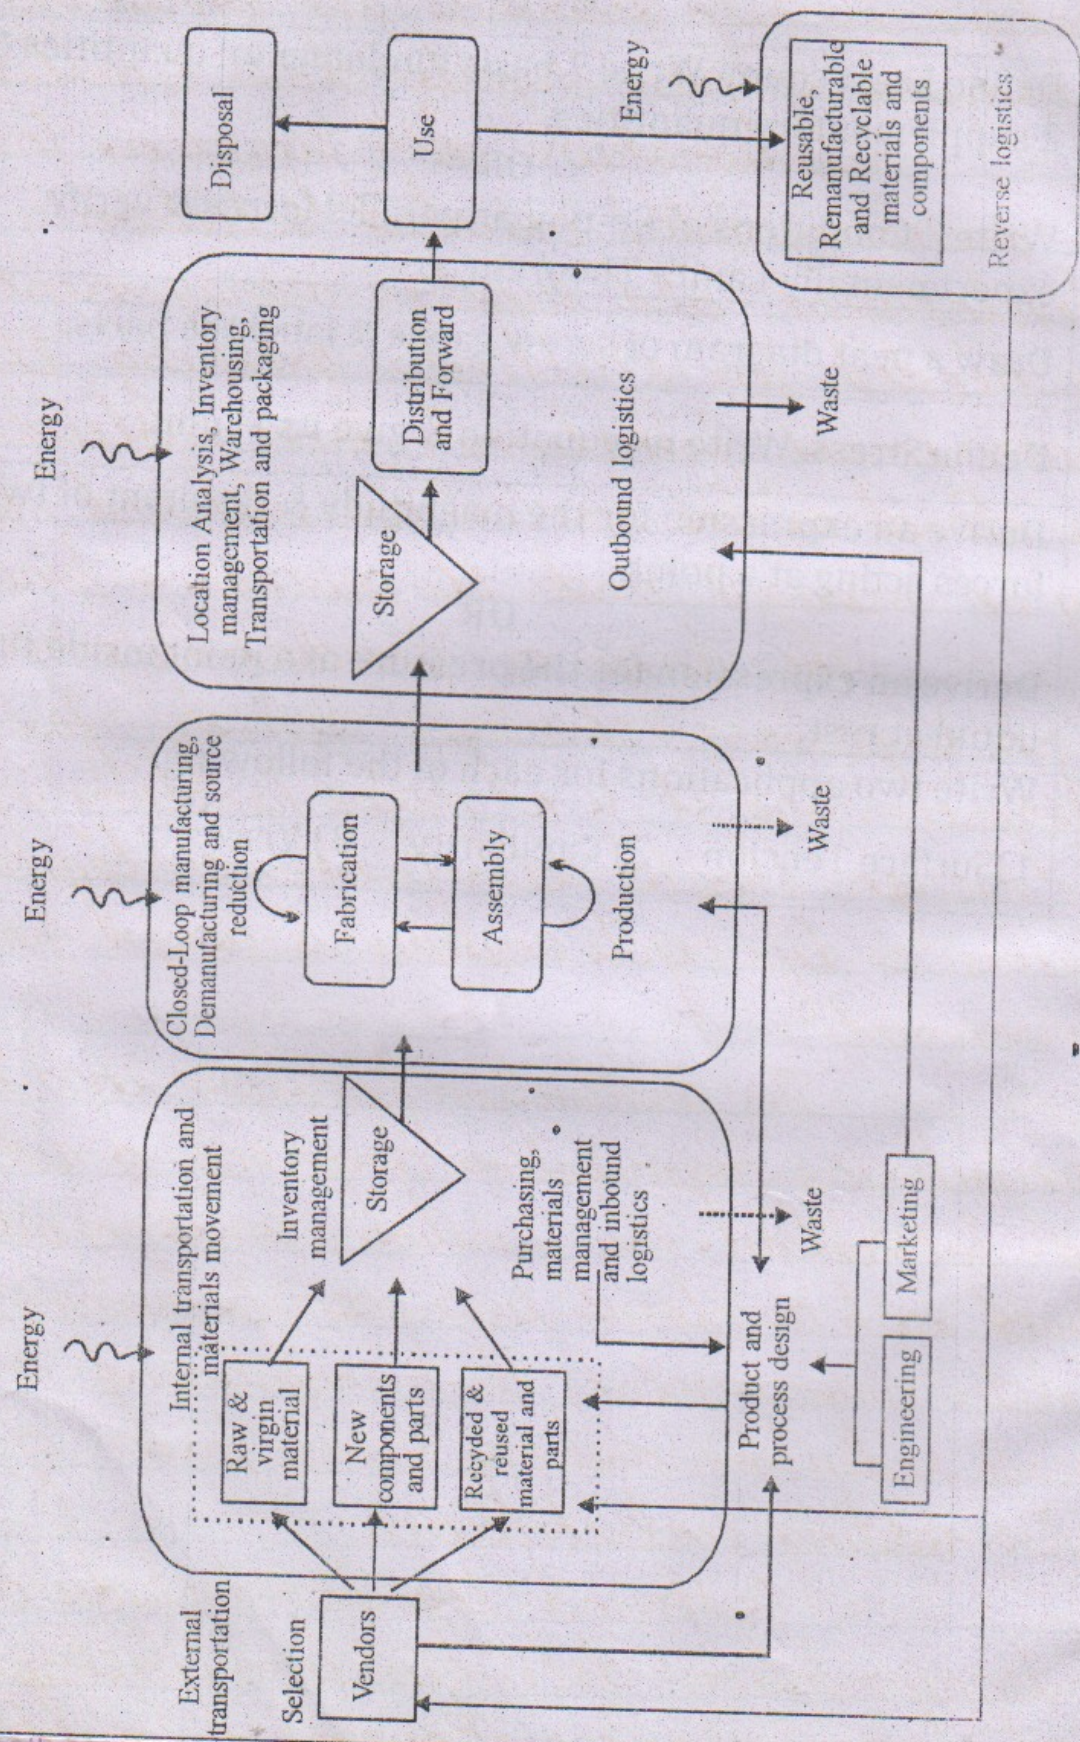 External
transportation
Selection
Vendors
Energy
Internal transportation and
materials movement
Raw &
virgin
material
New
components
and parts
Recyded &
reused
material and
parts
Inventory
management
Storage
Purchasing,
materials
management
and inbound
logistics
Waste
Product and
process design
Engineering
Marketing
Energy
Closed-Loop manufacturing,
Demanufacturing and source
reduction
Fabrication
Assembly
Production
Waste
Energy
Location Analysis, Inventory
management, Warehousing,
Transportation and packaging
Storage
Distribution
and Forward
Outbound logistics
Waste
Disposal
Use
Energy
Reusable,
Remanufacturable
and Recyclable
materials and
components
Reverse logistics